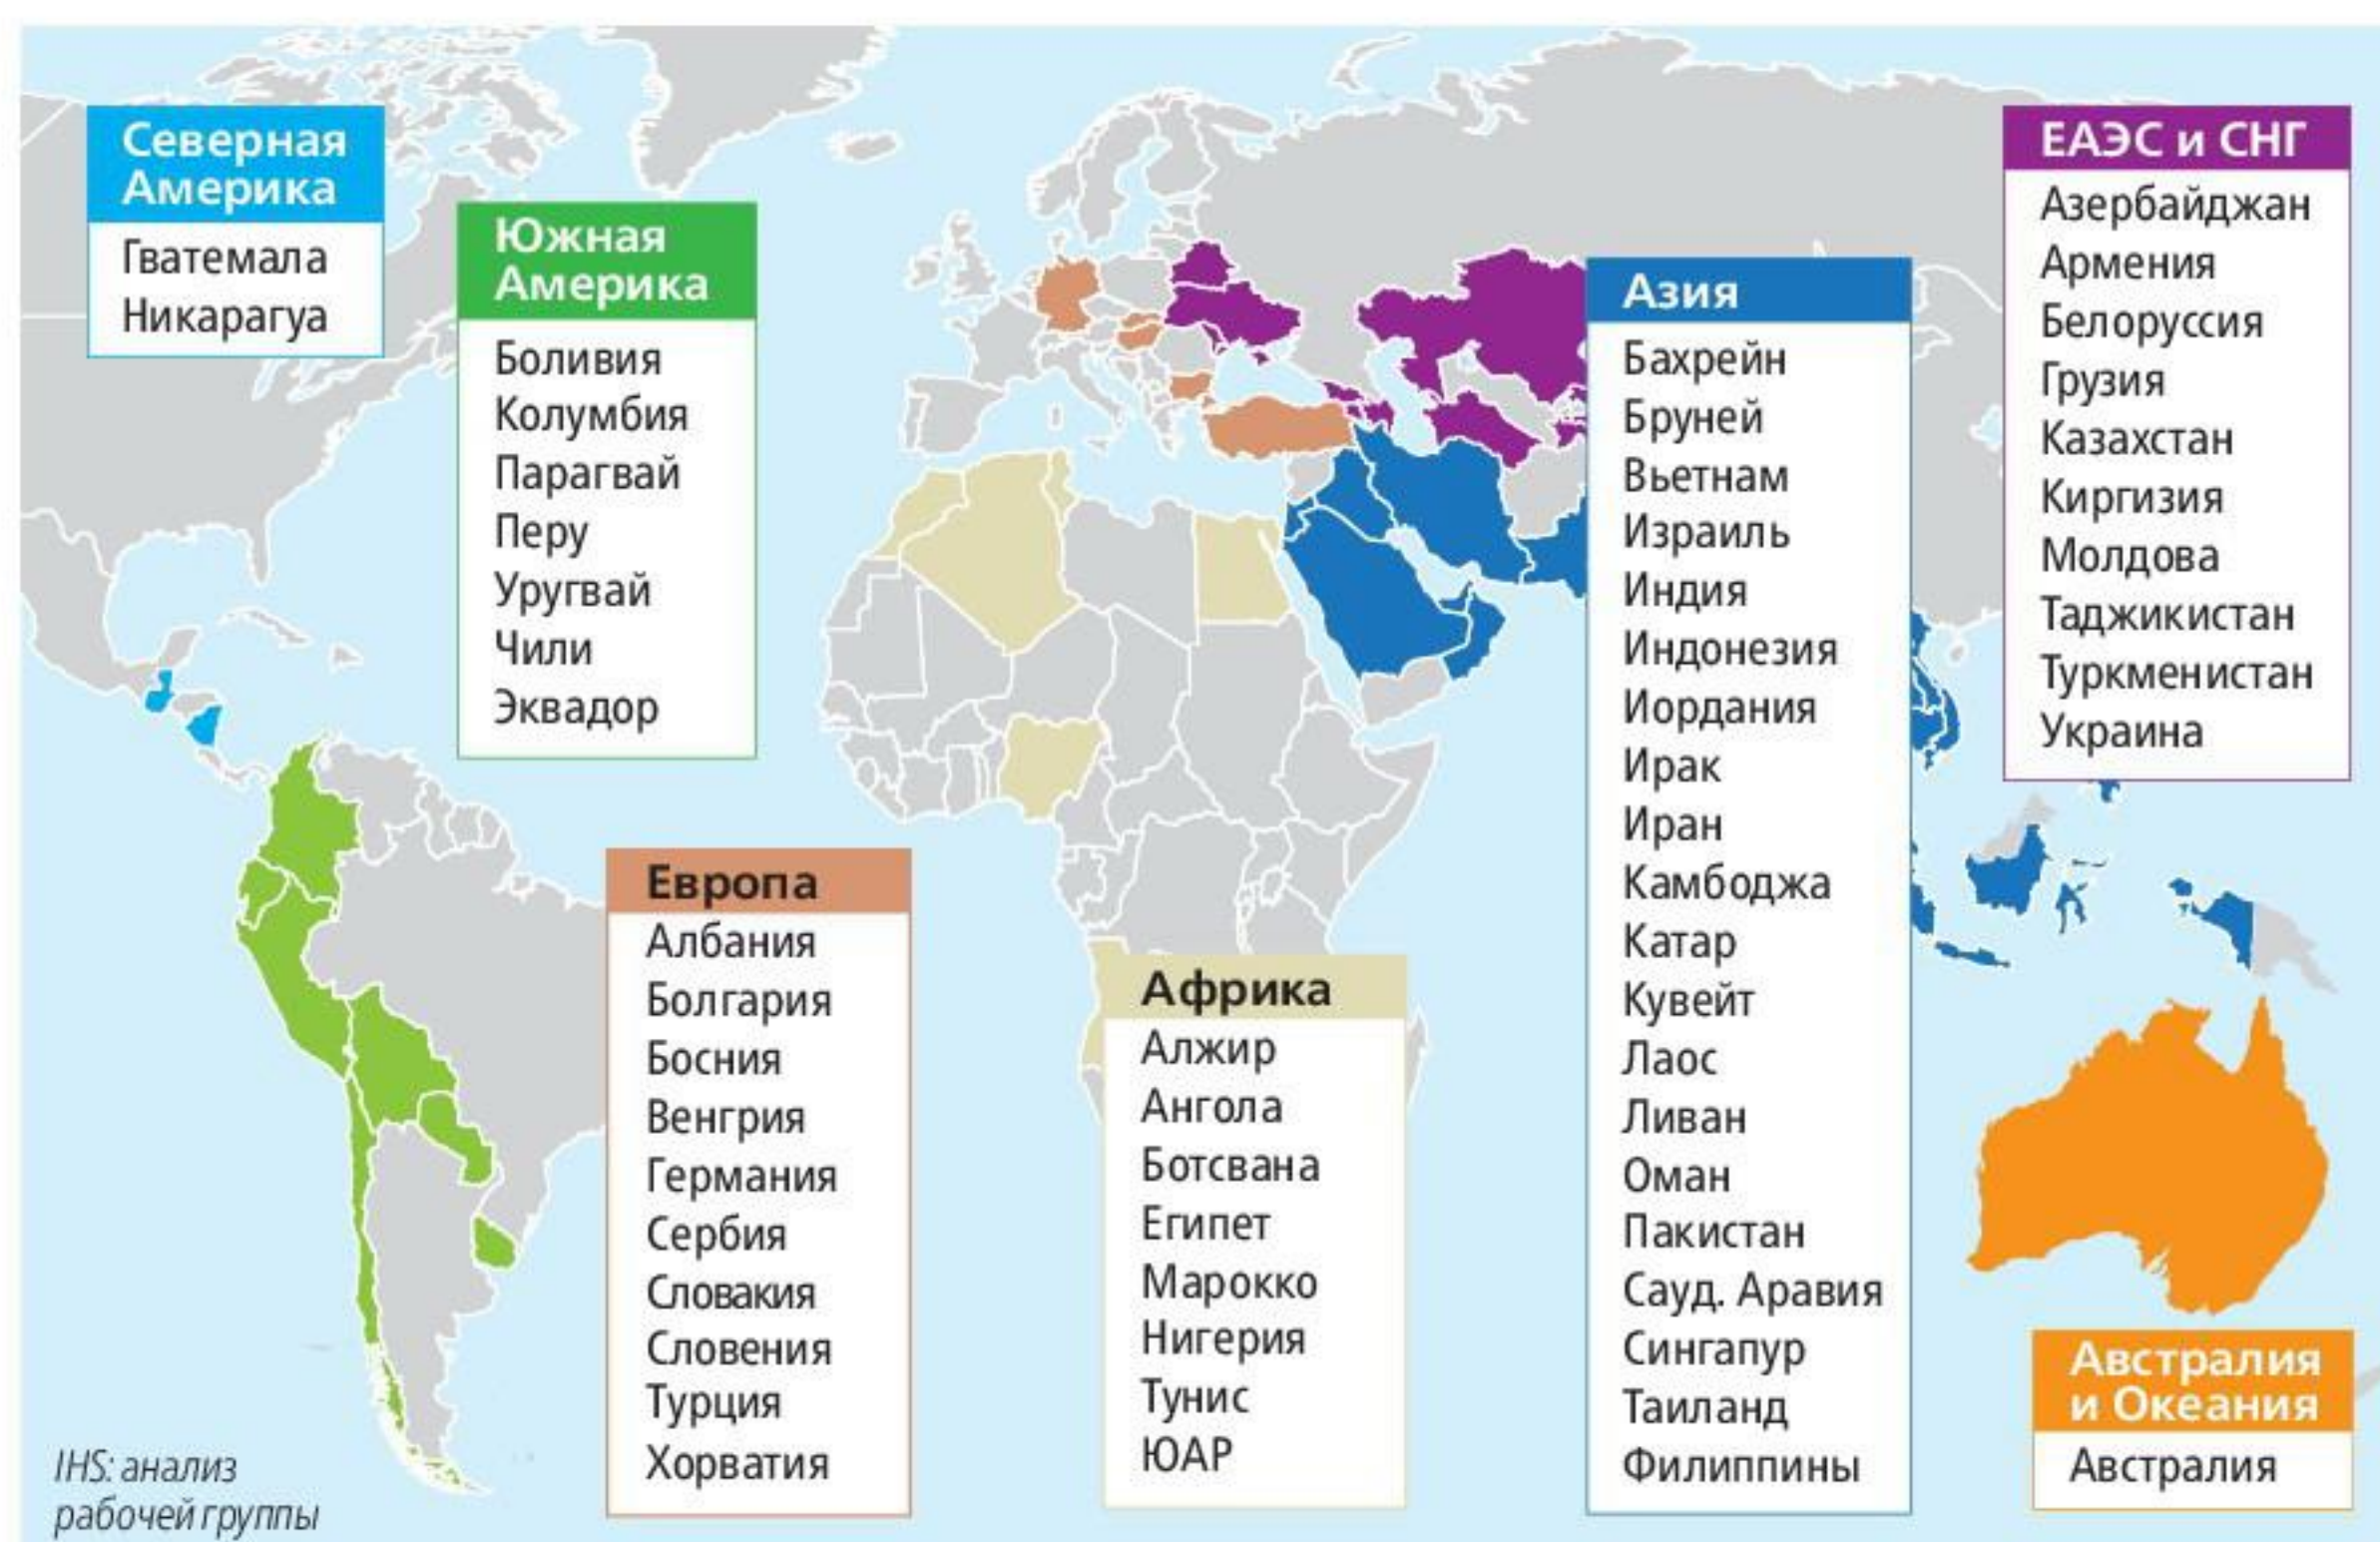 Северная
Америка
Гватемала
Никарагуа
Южная
Америка
Боливия
Колумбия
Парагвай
Перу
Уругвай
Чили
Эквадор
Европа
Албания
Болгария
Босния
Венгрия
Германия
Сербия
Словакия
Словения
Турция
Хорватия
Африка
Алжир
Ангола
Ботсвана
Египет
Марокко
Нигерия
Тунис
ЮАР
Азия
Бахрейн
Бруней
Вьетнам
Израиль
Индия
Индонезия
Иордания
Ирак
Иран
Камбоджа
Катар
Кувейт
Лаос
Ливан
Оман
Пакистан
Сауд. Аравия
Сингапур
Таиланд
Филиппины
ЕАЭС и СНГ
Азербайджан
Армения
Белоруссия
Грузия
Казахстан
Киргизия
Молдова
Таджикистан
Туркменистан
Украина
Австралия
и Океания
Австралия
IHS: анализ
рабочей группы